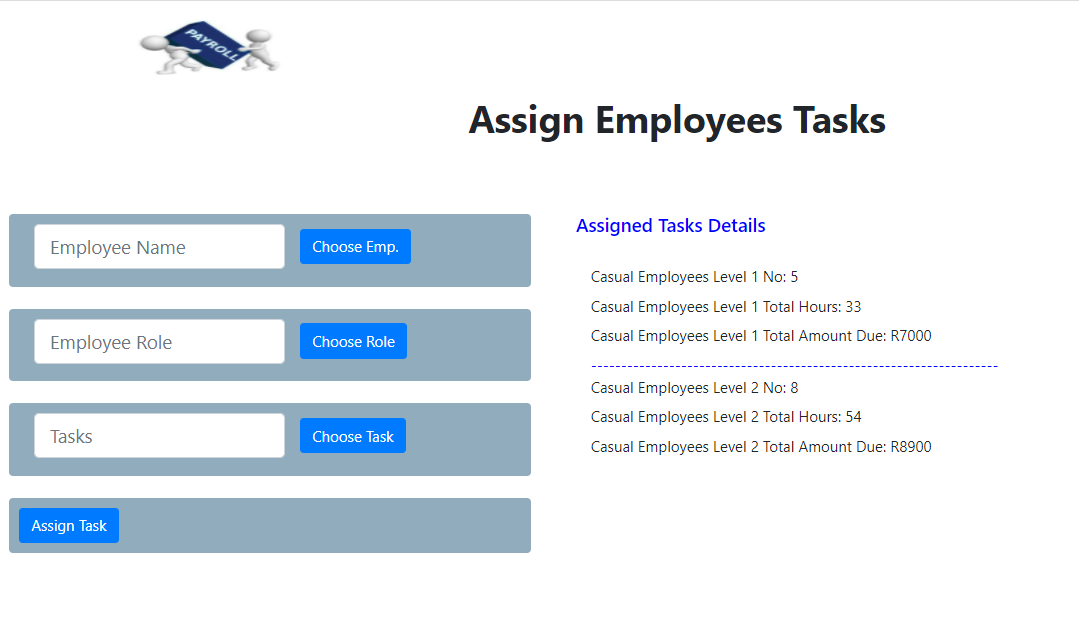 PAYROLL
Assign Employees Tasks
Employee Name
Choose Emp.
Employee Role
Choose Role
Tasks
Choose Task
Assign Task
Assigned Tasks Details
Casual Employees Level 1 No: 5
Casual Employees Level 1 Total Hours: 33
Casual Employees Level 1 Total Amount Due: R7000
--------------------------------------------------------------------
Casual Employees Level 2 No: 8
Casual Employees Level 2 Total Hours: 54
Casual Employees Level 2 Total Amount Due: R8900